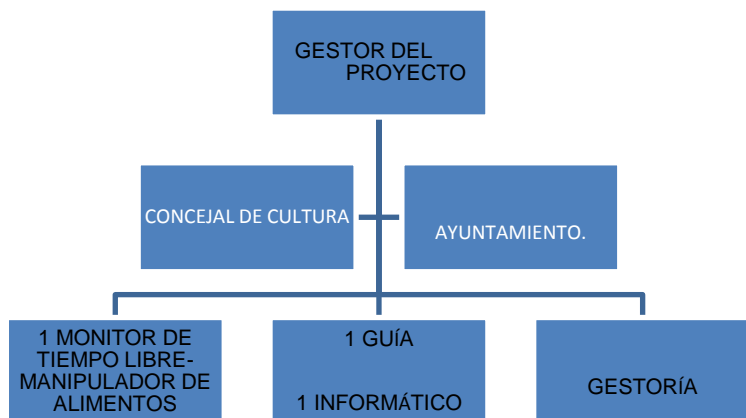 GESTOR DEL
PROYECTO
CONCEJAL DE CULTURA
AYUNTAMIENTO.
1 MONITOR DE
TIEMPO LIBRE-
MANIPULADOR DE
ALIMENTOS
1 GUÍA
1 INFORMÁTICO
GESTORÍA